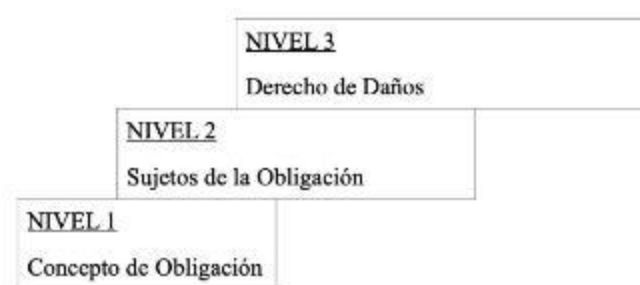 NIVEL 3
Derecho de Daños
NIVEL 2
Sujetos de la Obligación
NIVEL 1
Concepto de Obligación